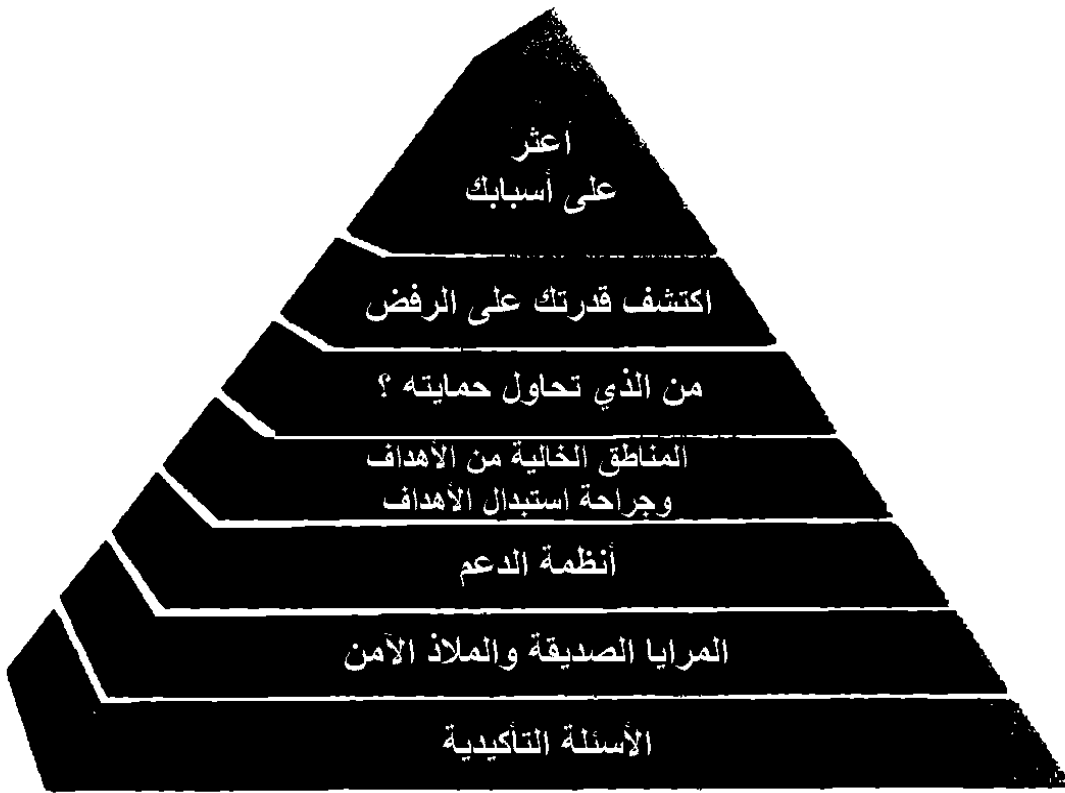 أعثر
على أسبابك
اكتشف قدرتك على الرفض
من الذي تحاول حمايته ؟
المناطق الخالية من الأهداف
وجراحة استبدال الأهداف
أنظمة الدعم
المرايا الصديقة والملاذ الآمن
الأسئلة التأكيدية